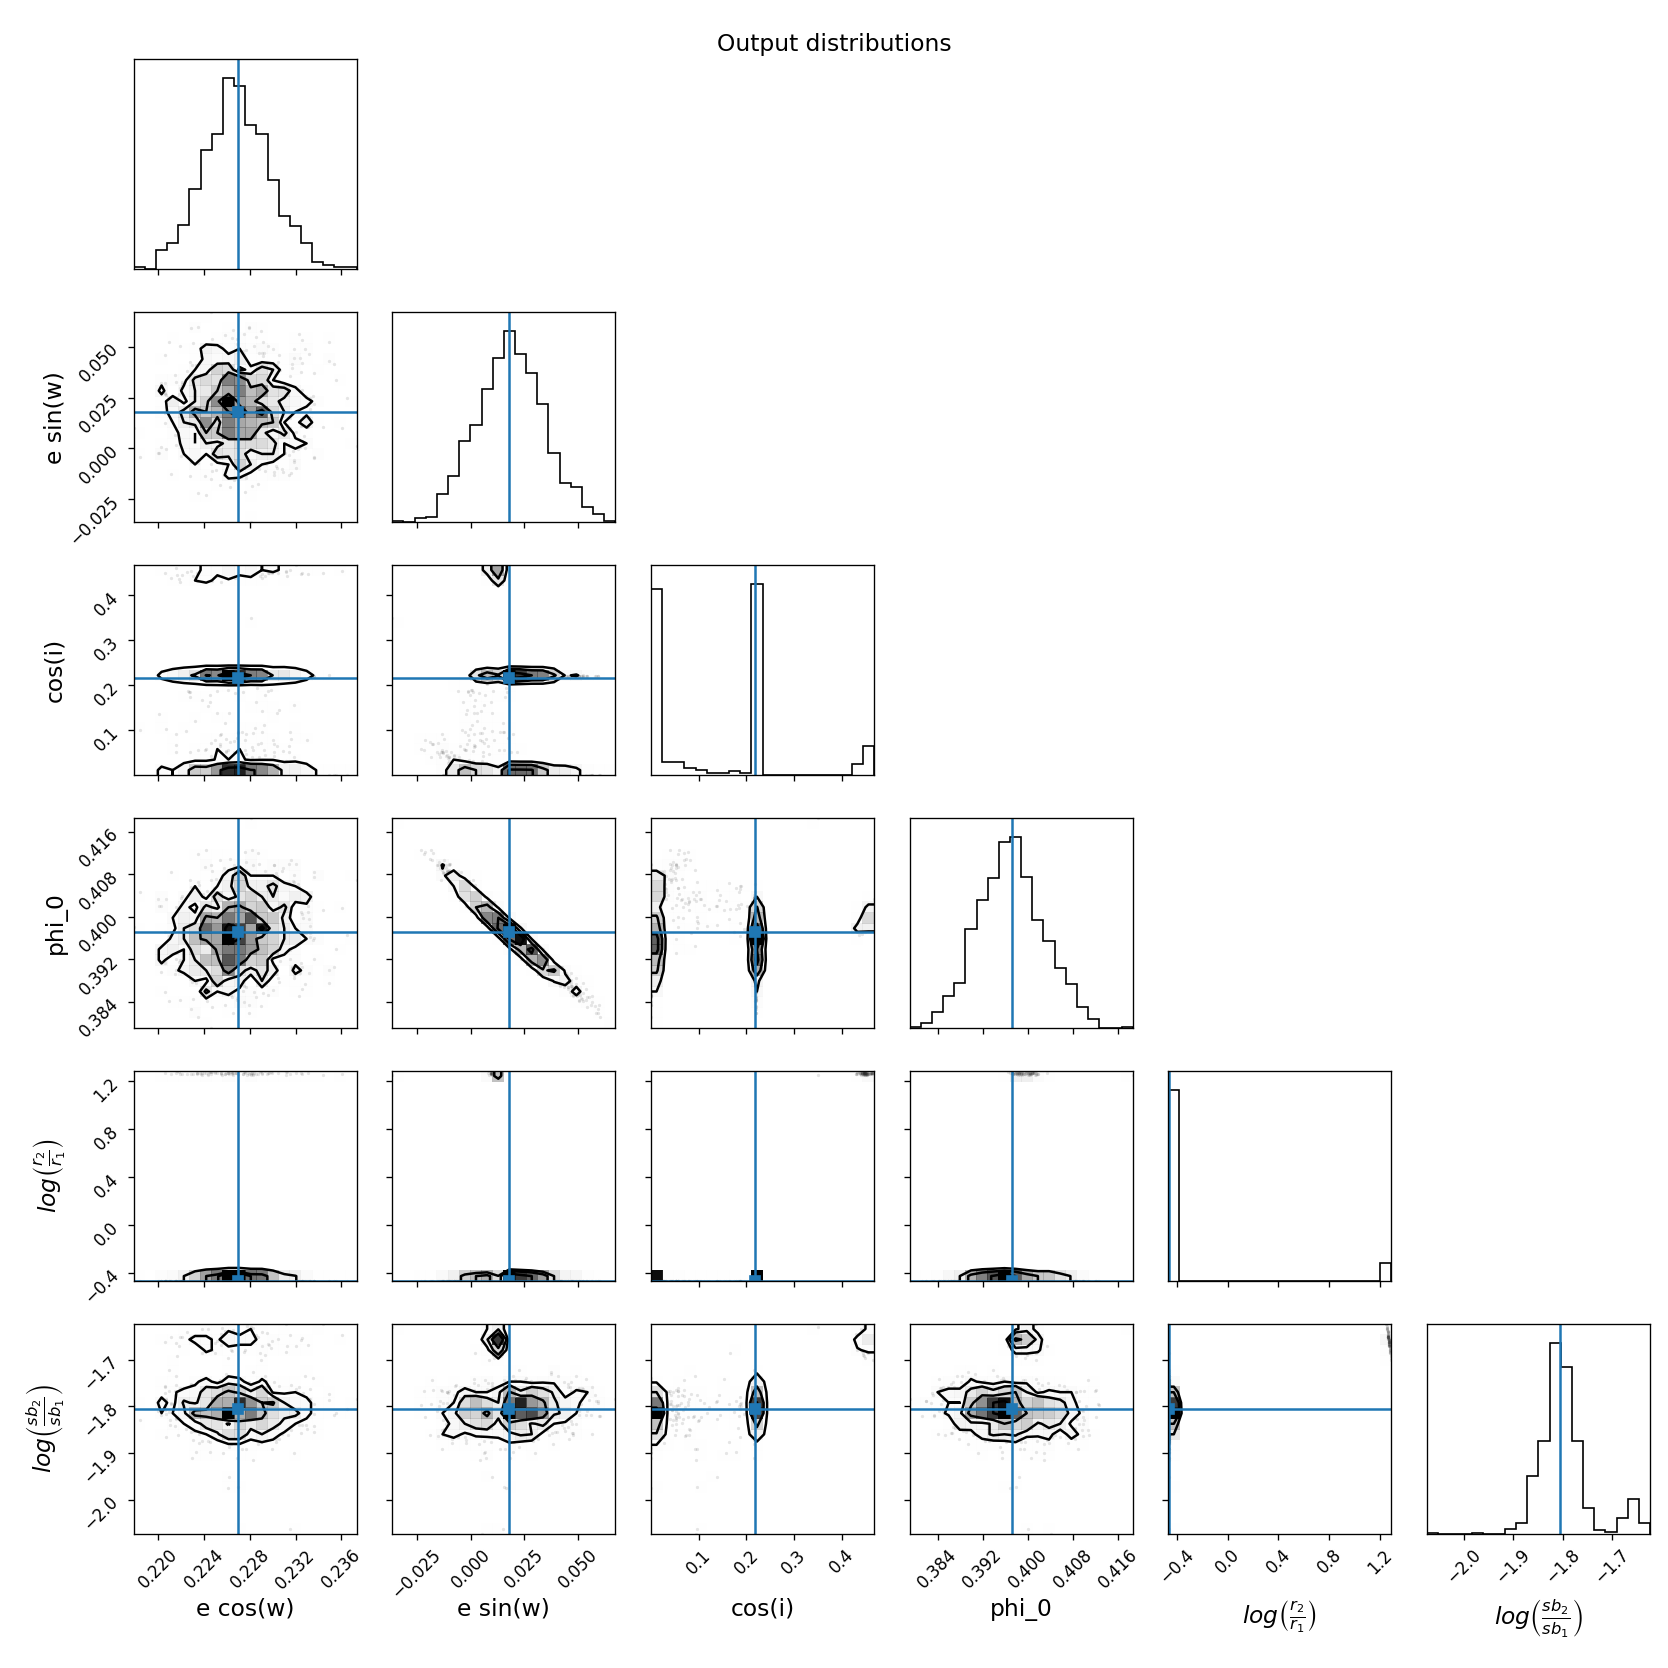 Output distributions
0.050
0.025
0.000
−0.025
e sin(w)
0.4
0.3
0.2
0.1
cos(i)
0.416
0.408
0.400
0.392
0.384
phi_0
1.2
0.8
0.4
0.0
−0.4
log(r₂/r₁)
−1.7
−1.8
−1.9
−2.0
log(sb₂/sb₁)
0.220 0.224 0.228 0.232 0.236
−0.025 0.000 0.025 0.050
0.1 0.2 0.3 0.4
0.384 0.392 0.400 0.408 0.416
−0.4 0.0 0.4 0.8 1.2
−2.0 −1.9 −1.8 −1.7
e cos(w)
e sin(w)
cos(i)
phi_0
log(r₂/r₁)
log(sb₂/sb₁)